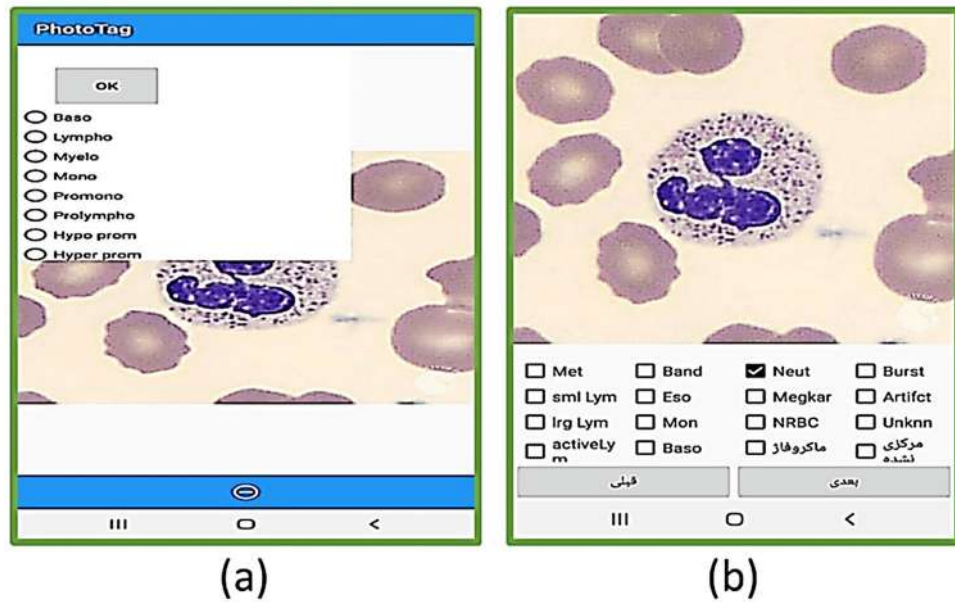 PhotoTag
OK
Baso
Lympho
Myelo
Mono
Promono
Prolympho
Hypo prom
Hyper prom
(a)
Met Band Neut Burst
sml Lym Eso Megkar Artifct
lrg Lym Mon NRBC Unknn
activeLy
m Baso ماکروفاژ مرکزی
نشده
قبلی بعدی
(b)